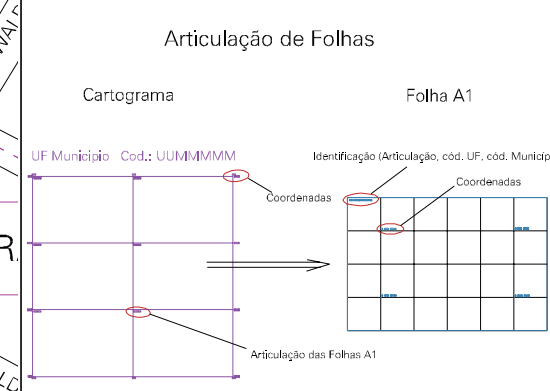 Articulação de Folhas
Cartograma
Folha A1
UF Municipio Cod.: UUMMMMM
Identificação (Articulação, cód. UF, cód. Municíp
Coordenadas
Coordenadas
Articulação das Folhas A1